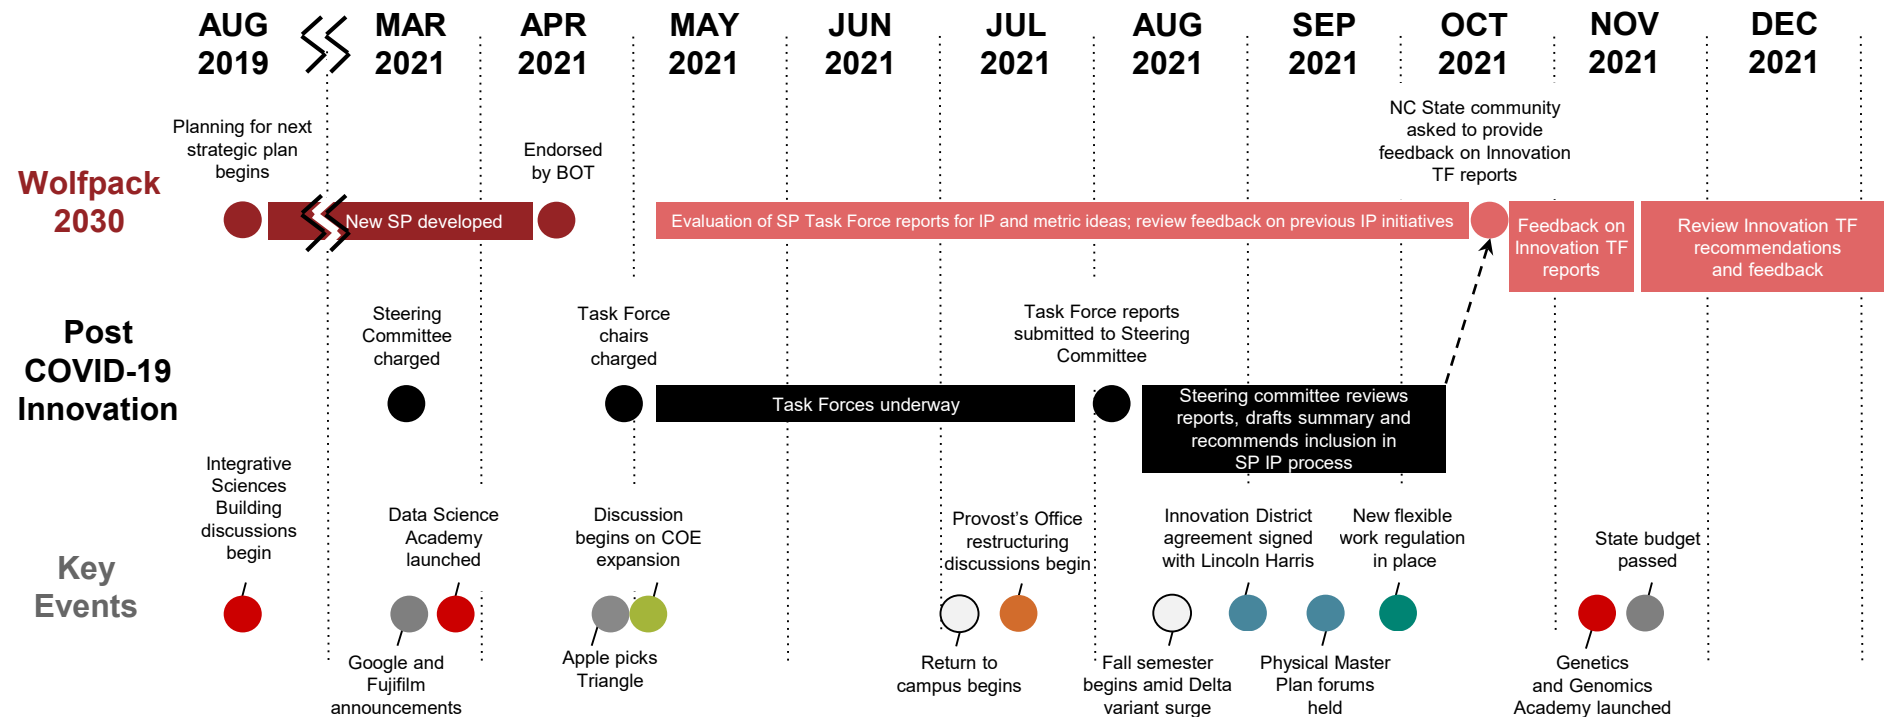 AUG
2019
MAR
2021
APR
2021
MAY
2021
JUN
2021
JUL
2021
AUG
2021
SEP
2021
OCT
2021
NOV
2021
DEC
2021
Wolfpack
2030
Planning for next
strategic plan
begins
New SP developed
Endorsed
by BOT
Evaluation of SP Task Force reports for IP and metric ideas; review feedback on previous IP initiatives
NC State community
asked to provide
feedback on Innovation
TF reports
Feedback on
Innovation TF
reports
Review Innovation TF
recommendations
and feedback
Post
COVID-19
Innovation
Steering
Committee
charged
Task Force
chairs
charged
Task Forces underway
Task Force reports
submitted to Steering
Committee
Steering committee reviews
reports, drafts summary and
recommends inclusion in
SP IP process
Key
Events
Integrative
Sciences
Building
discussions
begin
Google and
Fujifilm
announcements
Data Science
Academy
launched
Apple picks
Triangle
Discussion
begins on COE
expansion
Return to
campus begins
Provost's Office
restructuring
discussions begin
Fall semester
begins amid Delta
variant surge
Innovation District
agreement signed
with Lincoln Harris
Physical Master
Plan forums
held
New flexible
work regulation
in place
Genetics
and Genomics
Academy launched
State budget
passed